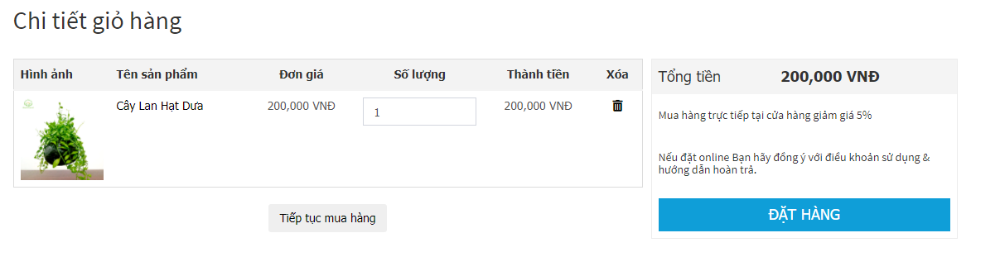 Chi tiết giỏ hàng
Hình ảnh Tên sản phẩm Đơn giá Số lượng Thành tiền Xóa
Cây Lan Hạt Dưa 200,000 VNĐ 1 200,000 VNĐ
Tiếp tục mua hàng
Tổng tiền 200,000 VNĐ
Mua hàng trực tiếp tại cửa hàng giảm giá 5%
Nếu đặt online Bạn hãy đồng ý với điều khoản sử dụng &
hướng dẫn hoàn trả.
ĐẶT HÀNG